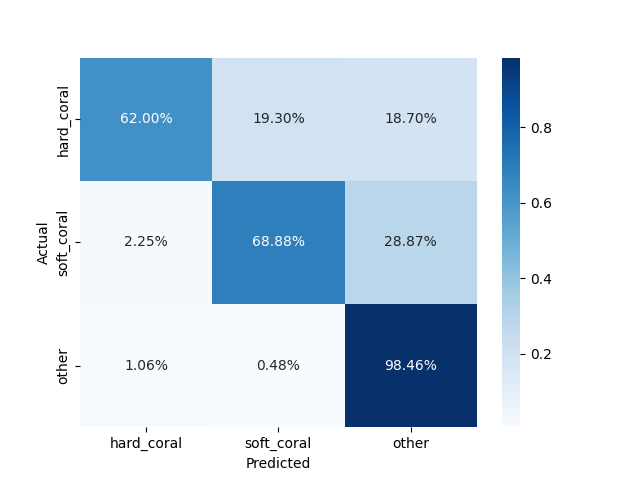 hard_coral
62.00%
19.30%
18.70%
0.8
Actual
soft_coral
2.25%
68.88%
28.87%
0.6
0.4
other
1.06%
0.48%
98.46%
0.2
hard_coral
soft_coral
other
Predicted